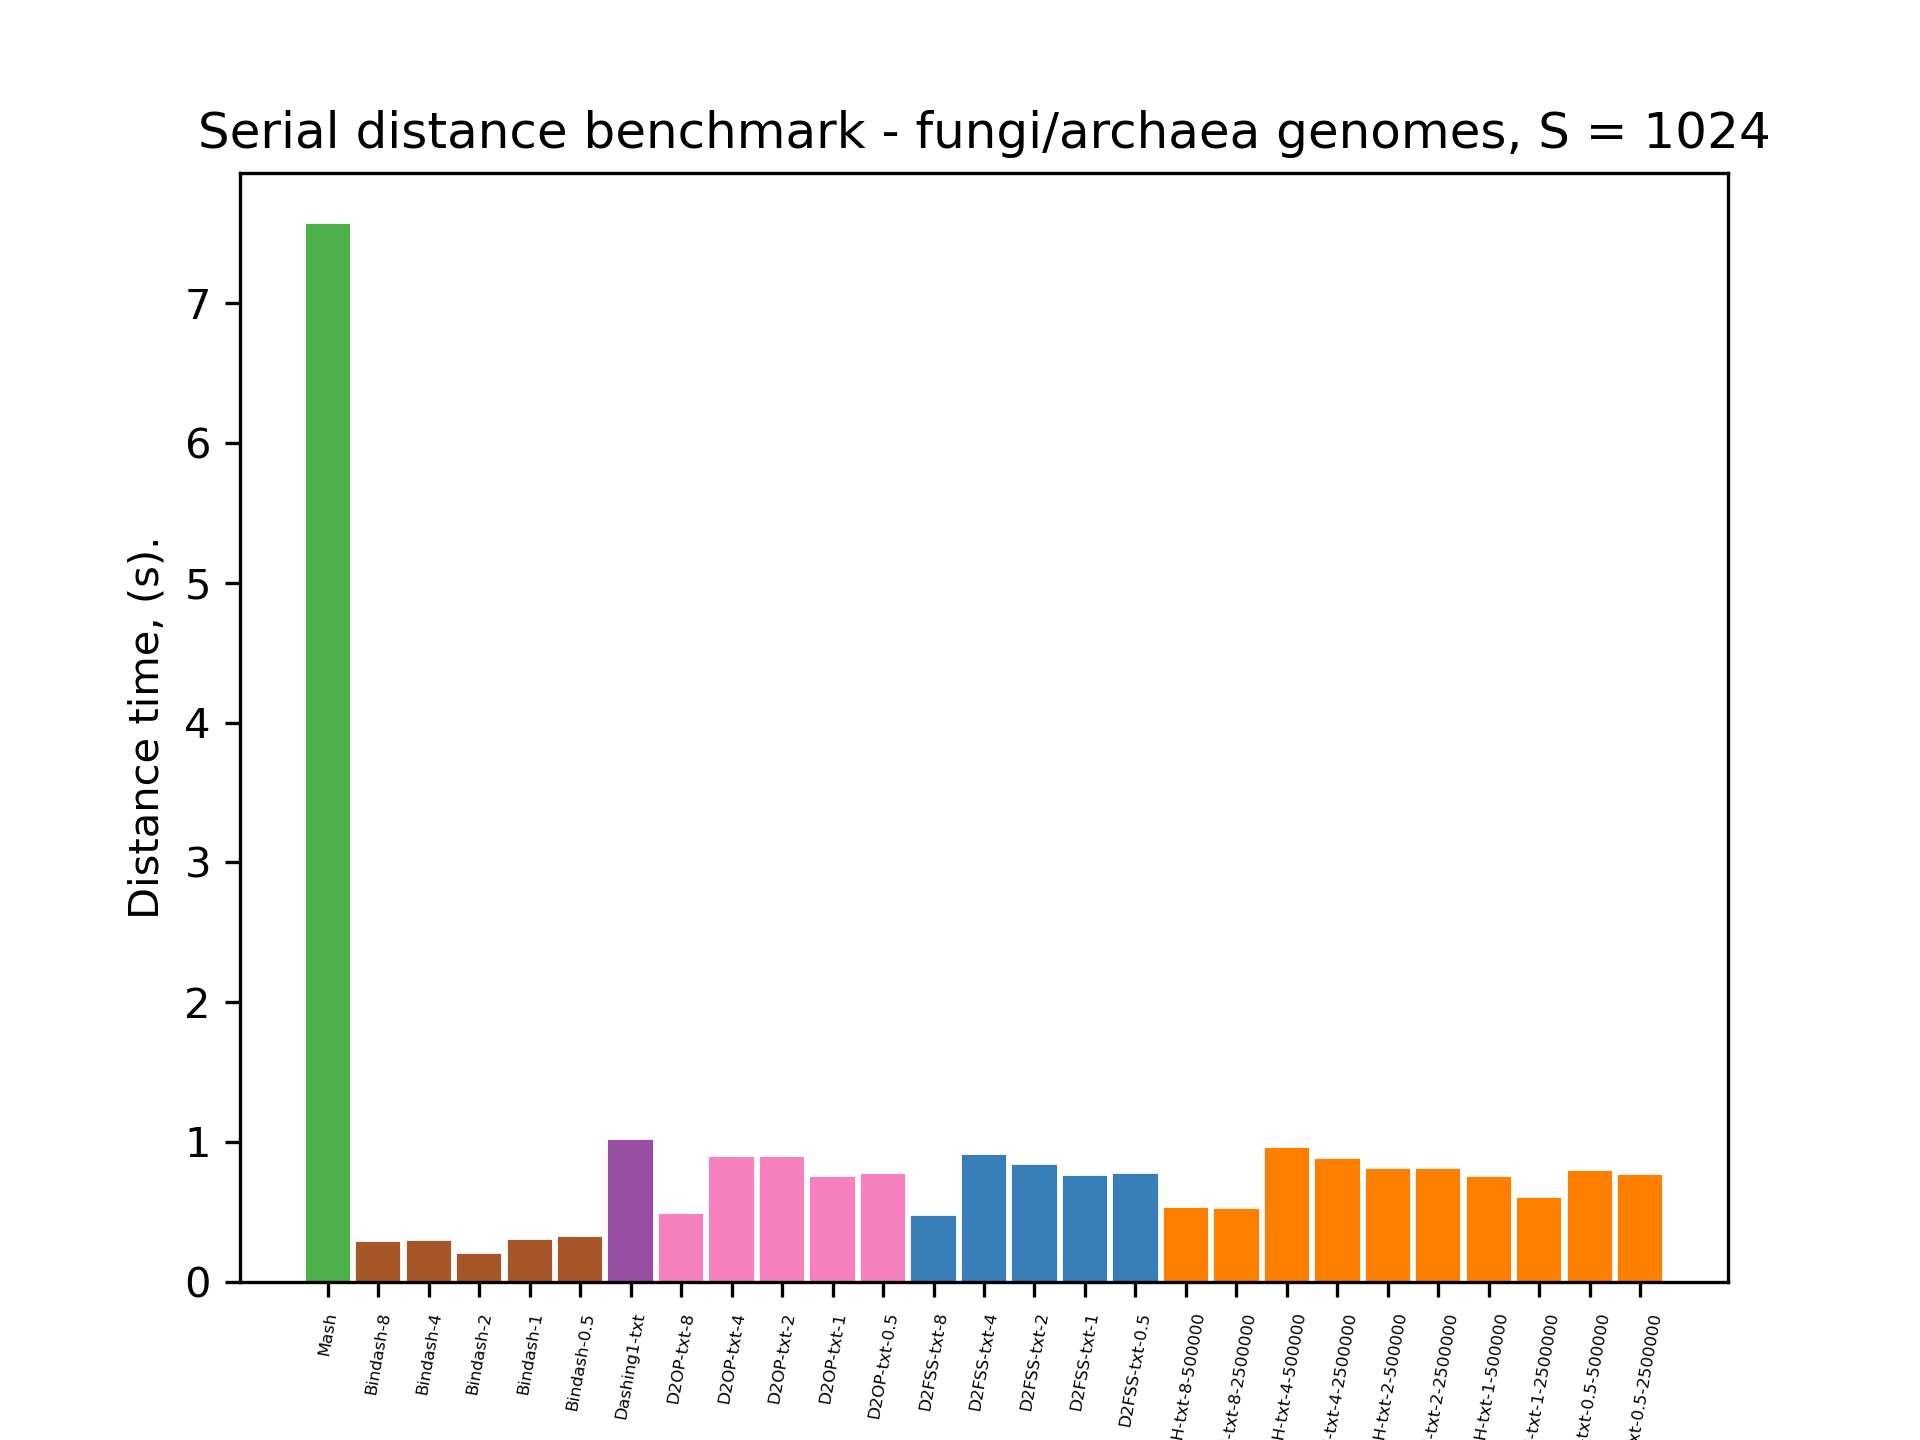 Serial distance benchmark - fungi/archaea genomes, S = 1024
Distance time, (s).
7
6
5
4
3
2
1
0
Mash
Bindash-8
Bindash-4
Bindash-2
Bindash-1
Bindash-0.5
Dashing1-txt
D2OP-txt-8
D2OP-txt-4
D2OP-txt-2
D2OP-txt-1
D2OP-txt-0.5
D2FSS-txt-8
D2FSS-txt-4
D2FSS-txt-2
D2FSS-txt-1
D2FSS-txt-0.5
H-txt-8-500000
-txt-8-2500000
H-txt-4-500000
-txt-4-2500000
H-txt-2-500000
-txt-2-2500000
H-txt-1-500000
-txt-1-2500000
txt-0.5-500000
xt-0.5-2500000